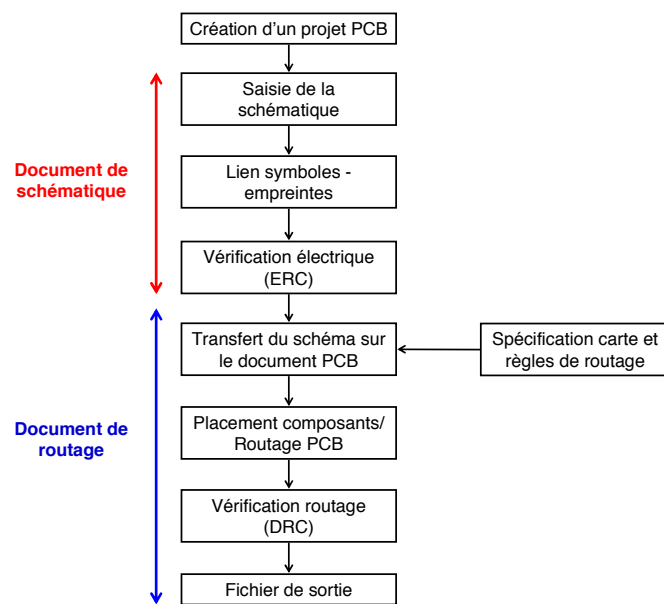 Création d'un projet PCB
Saisie de la
schématique
Document de
schématique
Lien symboles -
empreintes
Vérification électrique
(ERC)
Transfert du schéma sur
le document PCB
Spécification carte et
règles de routage
Document de
routage
Placement composants/
Routage PCB
Vérification routage
(DRC)
Fichier de sortie